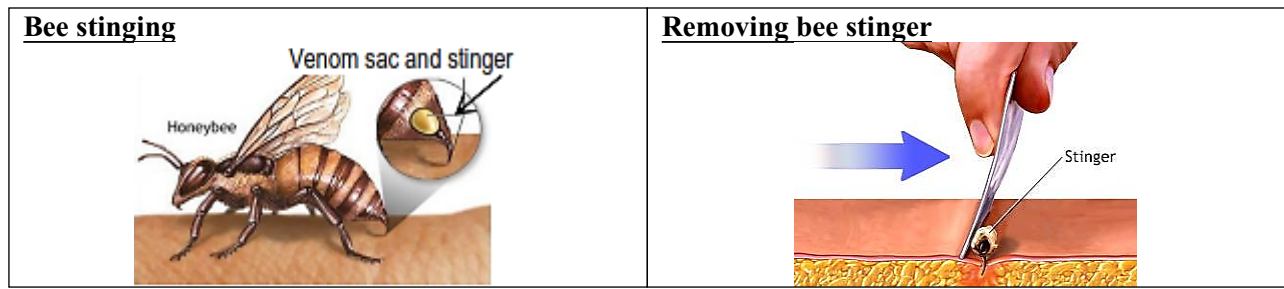 Bee stinging
Venom sac and stinger
Honeybee
Removing bee stinger
Stinger